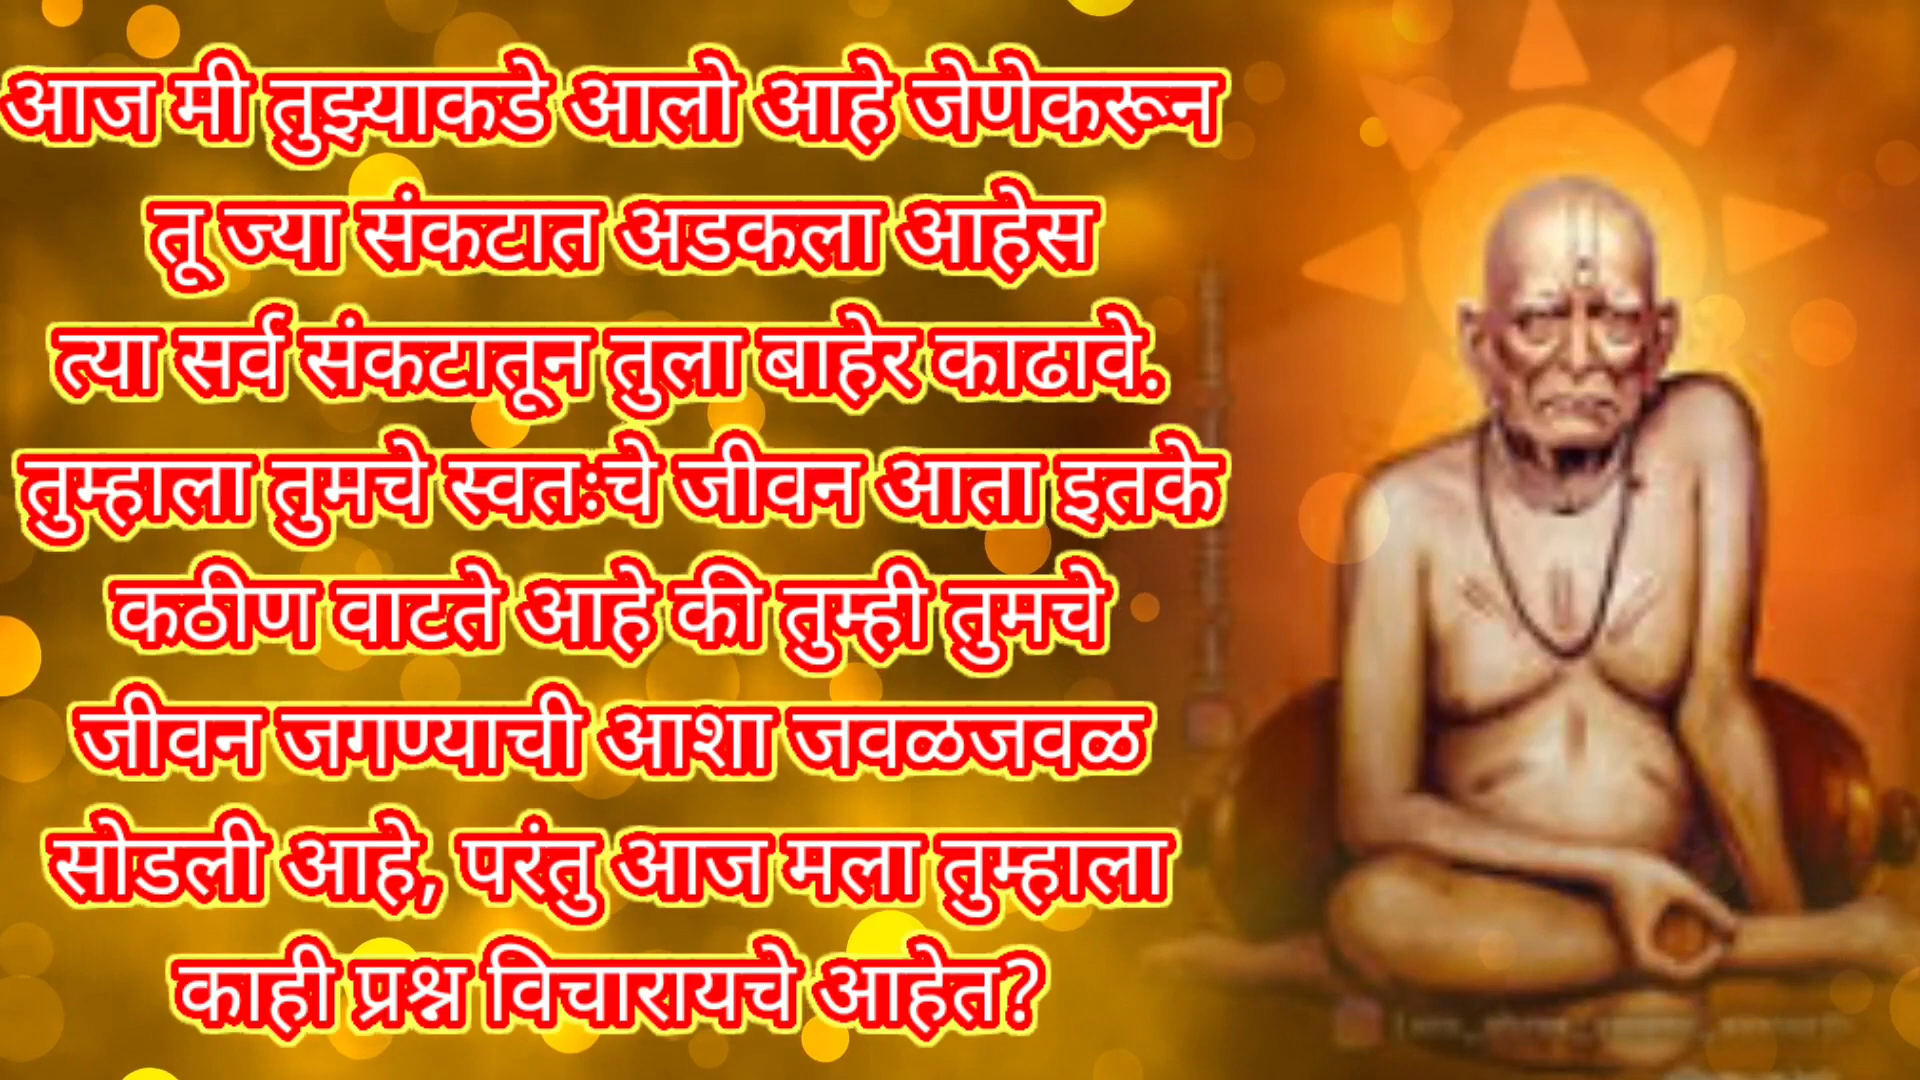 आज मी तुझ्याकडे आलो आहे जेणेकरून
तू ज्या संकटात अडकला आहेस
त्या सर्व संकटातून तुला बाहेर काढावे.
तुम्हाला तुमचे स्वतःचे जीवन आता इतके
कठीण वाटते आहे की तुम्ही तुमचे
जीवन जगण्याची आशा जवळजवळ
सोडली आहे, परंतु आज मला तुम्हाला
काही प्रश्न विचारायचे आहेत?